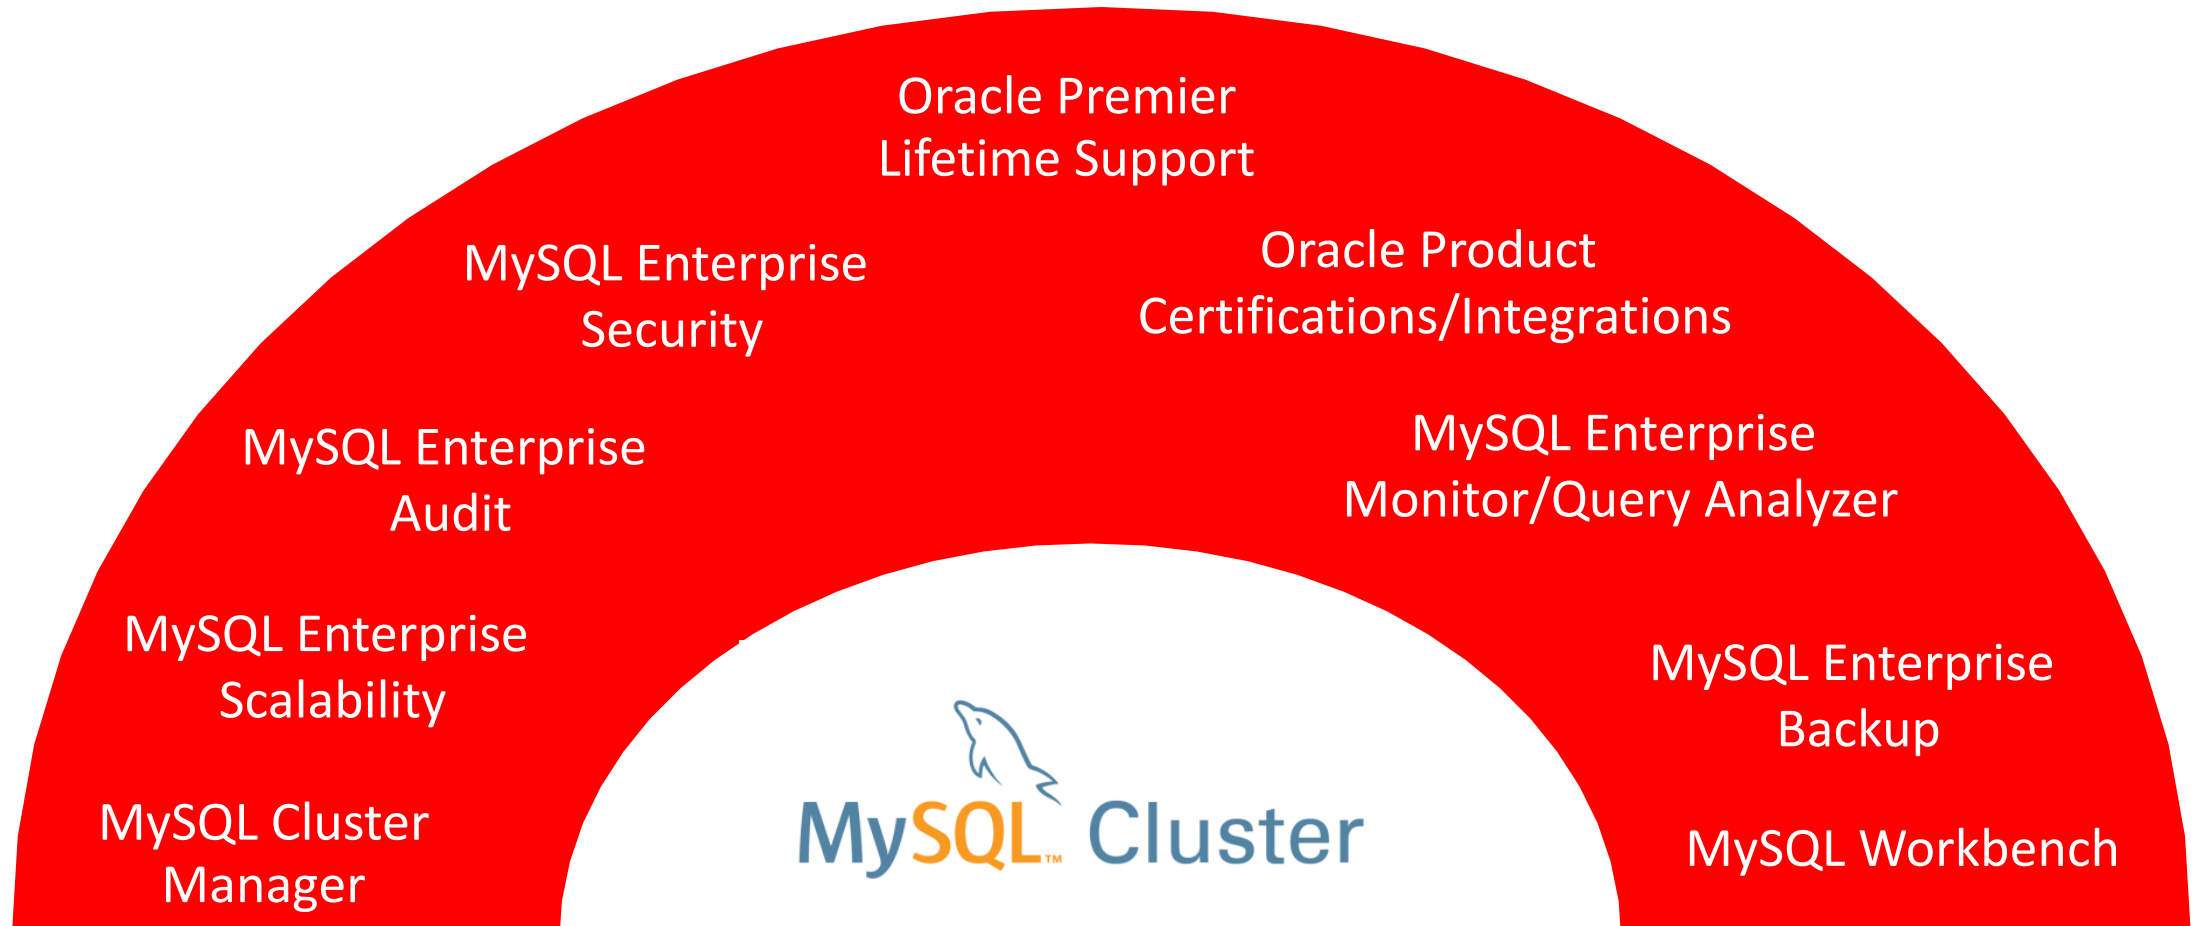 Oracle Premier
Lifetime Support
MySQL Enterprise
Security
Oracle Product
Certifications/Integrations
MySQL Enterprise
Audit
MySQL Enterprise
Monitor/Query Analyzer
MySQL Enterprise
Scalability
MySQL Enterprise
Backup
MySQL Cluster
Manager
MySQL™ Cluster
MySQL Workbench